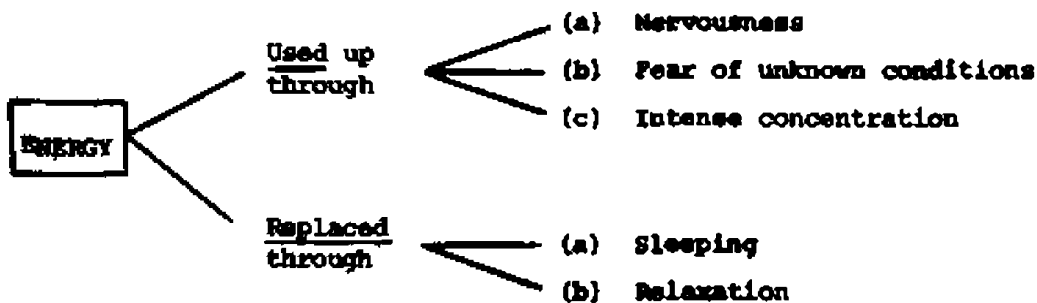 (a) Nervousness
Used up through
(b) Fear of unknown conditions
(c) Intense concentration
ENERGY
Replaced through
(a) Sleeping
(b) Relaxation